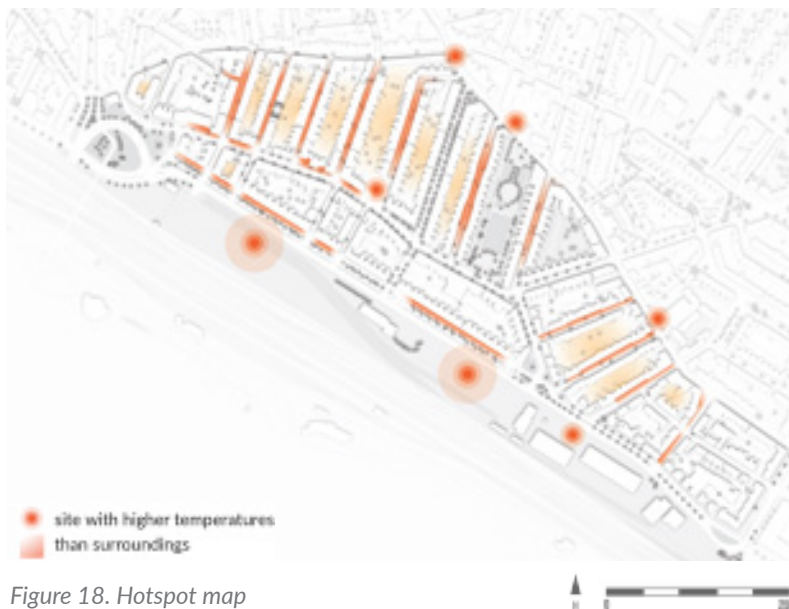 site with higher temperatures
than surroundings
Figure 18. Hotspot map
N
0